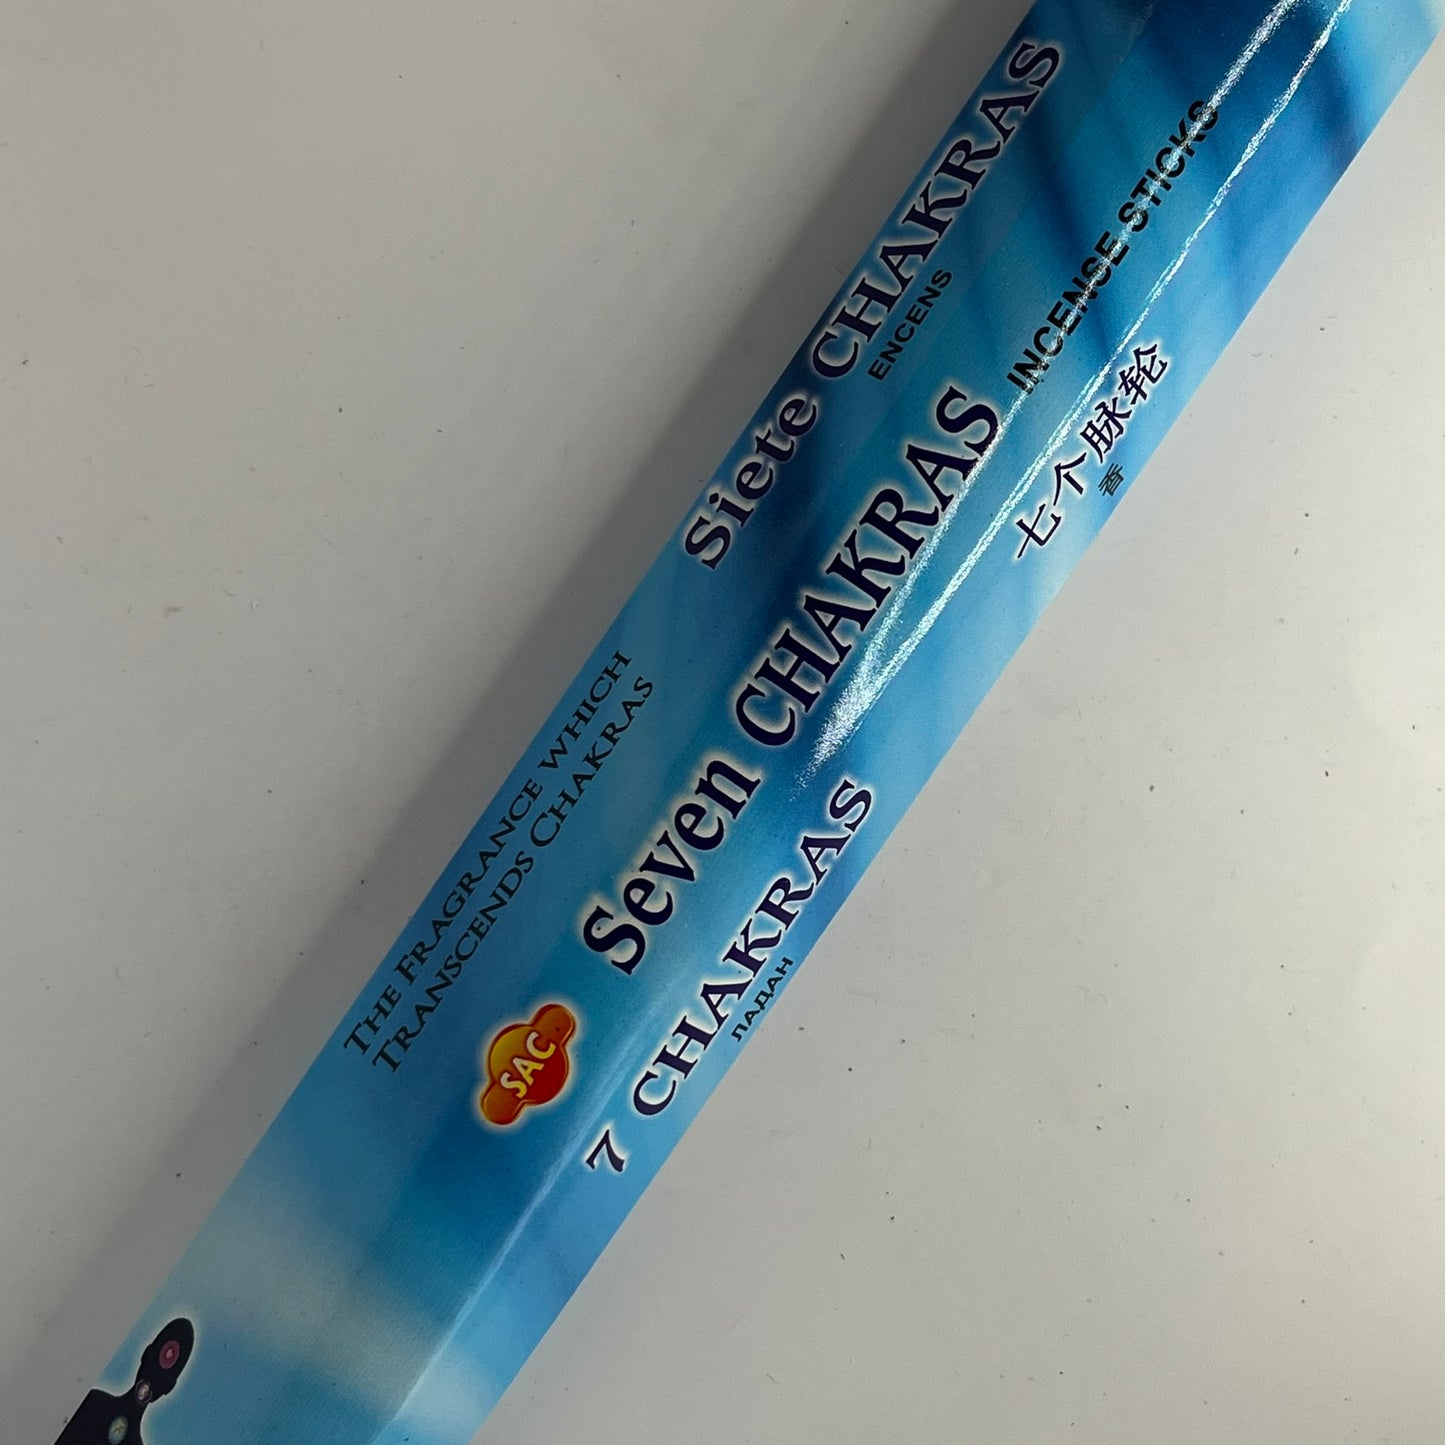 THE FRAGRANCE WHICH
TRANSCENDS CHAKRAS
Siete CHAKRAS
ENCENS
SAC
Seven CHAKRAS
INCENSE STICKS
7 CHAKRAS
ЛАДАН
七个脉轮
香